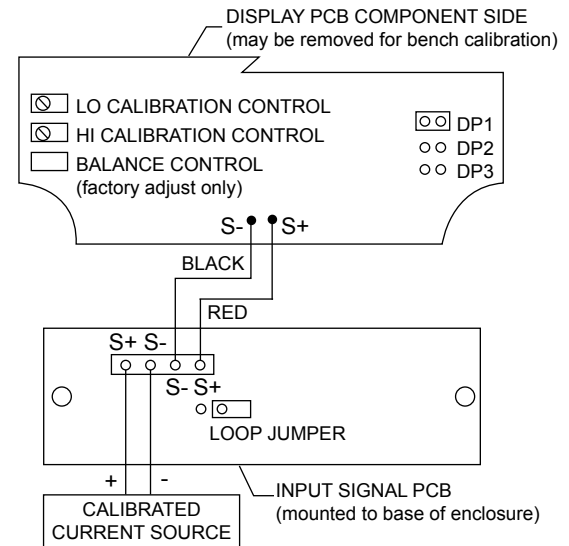 DISPLAY PCB COMPONENT SIDE
(may be removed for bench calibration)
LO CALIBRATION CONTROL
HI CALIBRATION CONTROL
BALANCE CONTROL
(factory adjust only)
DP1
DP2
DP3
S- S+
BLACK
RED
S+ S-
S- S+
LOOP JUMPER
+ -
CALIBRATED
CURRENT SOURCE
INPUT SIGNAL PCB
(mounted to base of enclosure)